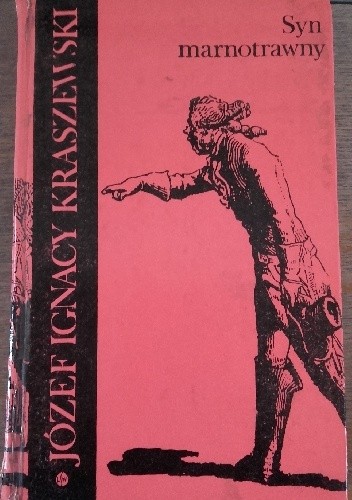 Syn
marnotrawny
JÓZEF IGNACY KRASZEWSKI